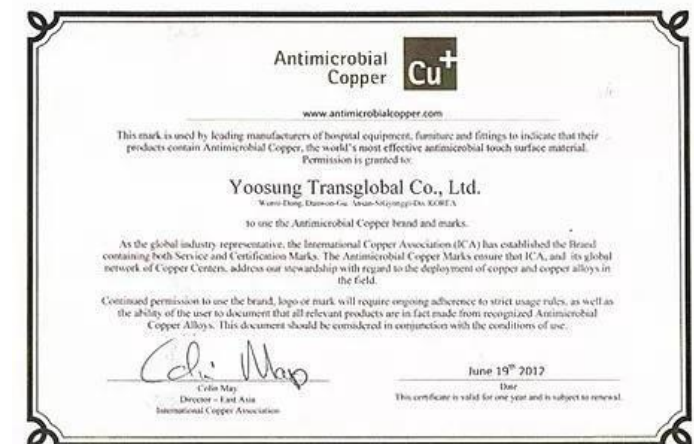 Antimicrobial
Copper
Cu+
www.antimicrobialcopper.com
This mark is used by leading manufacturers of hospital equipment, furniture and fittings to indicate that their
products contain Antimicrobial Copper, the world's most effective antimicrobial touch surface material.
Permission is granted to:
Yoosung Transglobal Co., Ltd.
KOREA
to use the Antimicrobial Copper brand and marks.
As the global industry representative, the International Copper Association (ICA) has established the Brand
containing both Service and Certification Marks. The Antimicrobial Copper Marks ensure that ICA, and its global
network of Copper Centers, address our stewardship with regard to the deployment of copper and copper alloys in
the field.
Continued permission to use the brand, logo or mark will require ongoing adherence to strict usage rules, as well as
the ability of the user to document that all relevant products are in fact made from recognized Antimicrobial
Copper Alloys. This document should be considered in conjunction with the conditions of use.
Colin May
Colin May
Director – East Asia
International Copper Association
June 19th 2012
Date
This certificate is valid for one year and is subject to renewal.